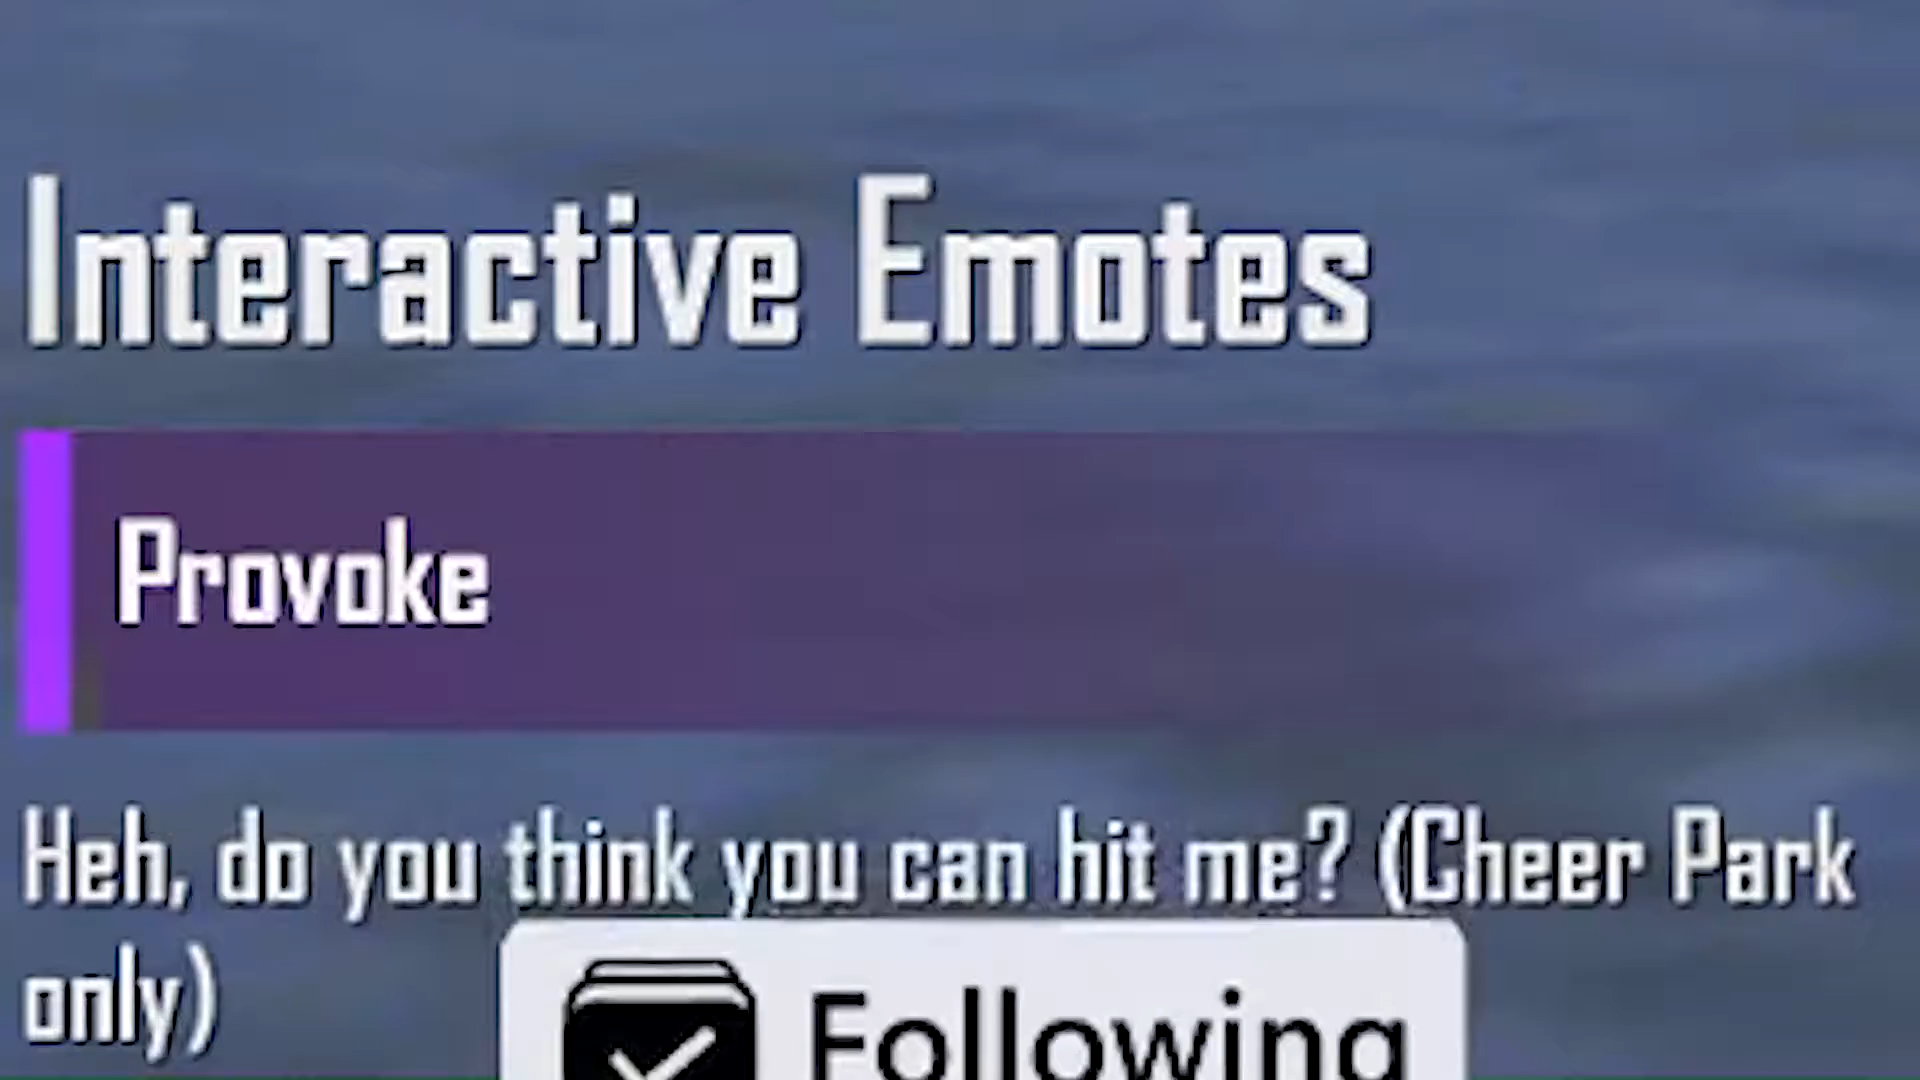 Interactive Emotes
Provoke
Heh, do you think you can hit me? (Cheer Park
only)
Following